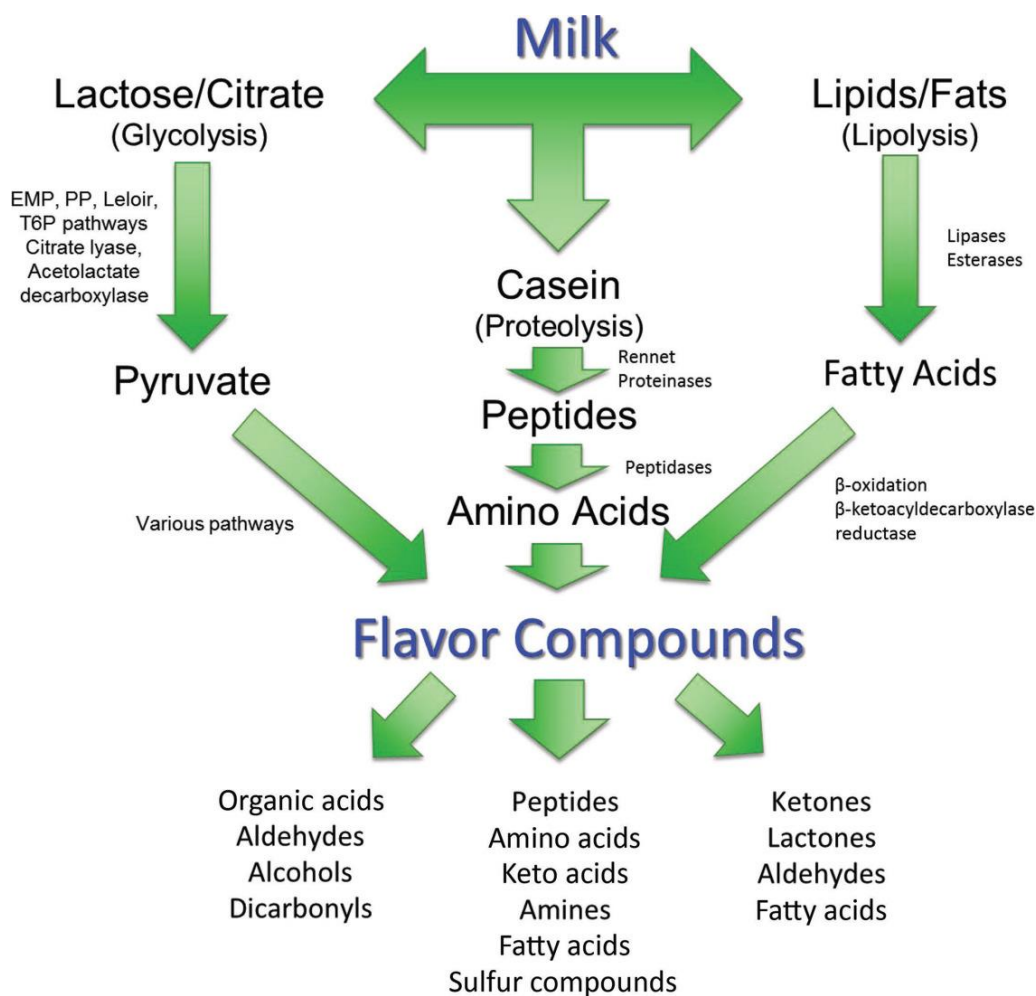 Milk
Lactose/Citrate
(Glycolysis)
Lipids/Fats
(Lipolysis)
EMP, PP, Leloir,
T6P pathways
Citrate lyase,
Acetolactate
decarboxylase
Lipases
Esterases
Casein
(Proteolysis)
Rennet
Proteinases
Pyruvate
Peptides
Fatty Acids
Peptidases
Amino Acids
Various pathways
β-oxidation
β-ketoacyldecarboxylase
reductase
Flavor Compounds
Organic acids
Aldehydes
Alcohols
Dicarbonyls
Peptides
Amino acids
Keto acids
Amines
Fatty acids
Sulfur compounds
Ketones
Lactones
Aldehydes
Fatty acids